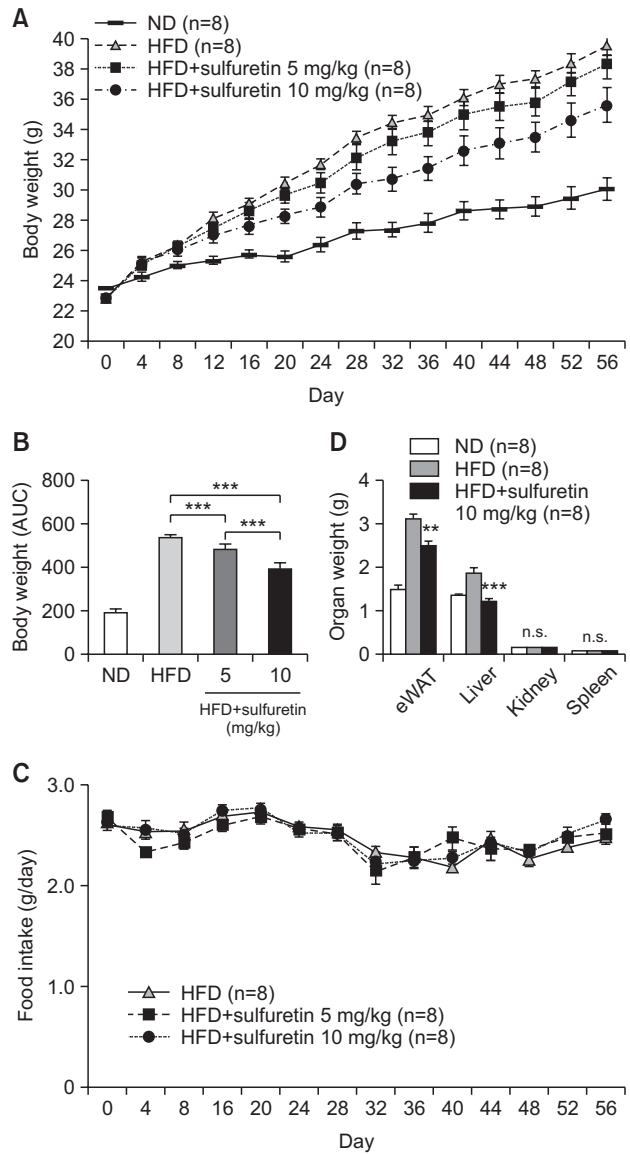 A
ND (n=8)
HFD (n=8)
HFD+sulfuretin 5 mg/kg (n=8)
HFD+sulfuretin 10 mg/kg (n=8)
Body weight (g)
40
38
36
34
32
30
28
26
24
22
20
0 4 8 12 16 20 24 28 32 36 40 44 48 52 56
Day
B
Body weight (AUC)
800
600
400
200
0
***
*** ***
ND HFD 5 10
HFD+sulfuretin
(mg/kg)
D
ND (n=8)
HFD (n=8)
HFD+sulfuretin
10 mg/kg (n=8)
Organ weight (g)
4
3
2
1
0
**
***
n.s. n.s.
eWAT Liver Kidney Spleen
C
Food intake (g/day)
3.0
2.0
1.0
0
HFD (n=8)
HFD+sulfuretin 5 mg/kg (n=8)
HFD+sulfuretin 10 mg/kg (n=8)
0 4 8 16 20 24 28 32 36 40 44 48 52 56
Day